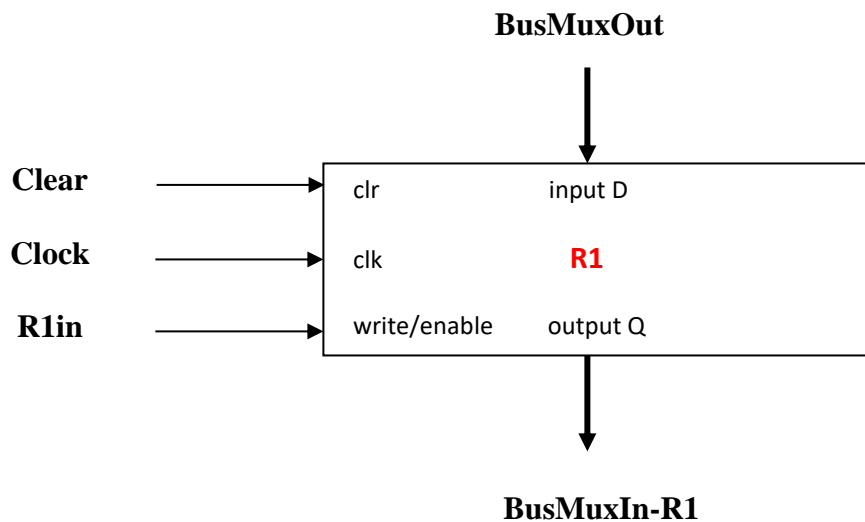 BusMuxOut
Clear
clr
input D
Clock
clk
R1
R1in
write/enable
output Q
BusMuxIn-R1